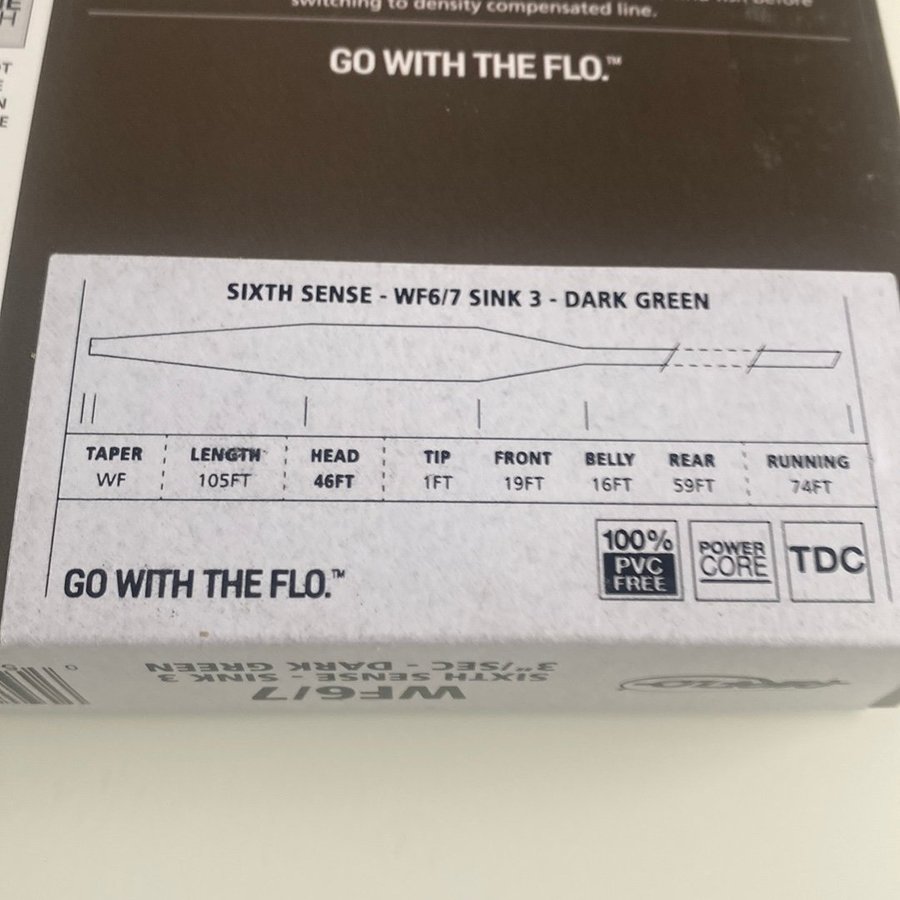 switching to density compensated line.
GO WITH THE FLO.™
SIXTH SENSE - WF6/7 SINK 3 - DARK GREEN
TAPER LENGTH HEAD TIP FRONT BELLY REAR RUNNING
WF 105FT 46FT 1FT 19FT 16FT 59FT 74FT
100%
PVC
FREE
POWER
CORE
TDC
GO WITH THE FLO.™
WF6/7
SIXTH SENSE - SINK 3
3"/SEC - DARK GREEN